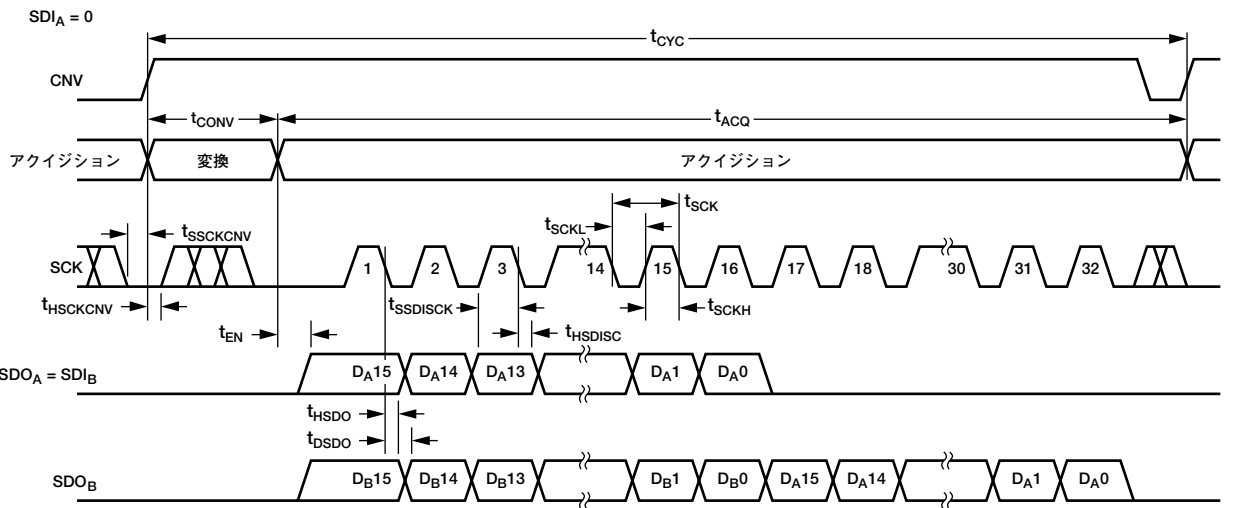 SDIA = 0
tCYC
CNV
tCONV
tACQ
アクイジション
変換
アクイジション
tSCK
tSSCKCNV
tSCKL
SCK
1
2
3
14
15
16
17
18
30
31
32
tHSCKCNV
tSSDISCK
tSCKH
tEN
tHSDISC
SDOA = SDIB
DA15
DA14
DA13
DA1
DA0
tHSDO
tDSDO
SDOB
DB15
DB14
DB13
DB1
DB0
DA15
DA14
DA1
DA0